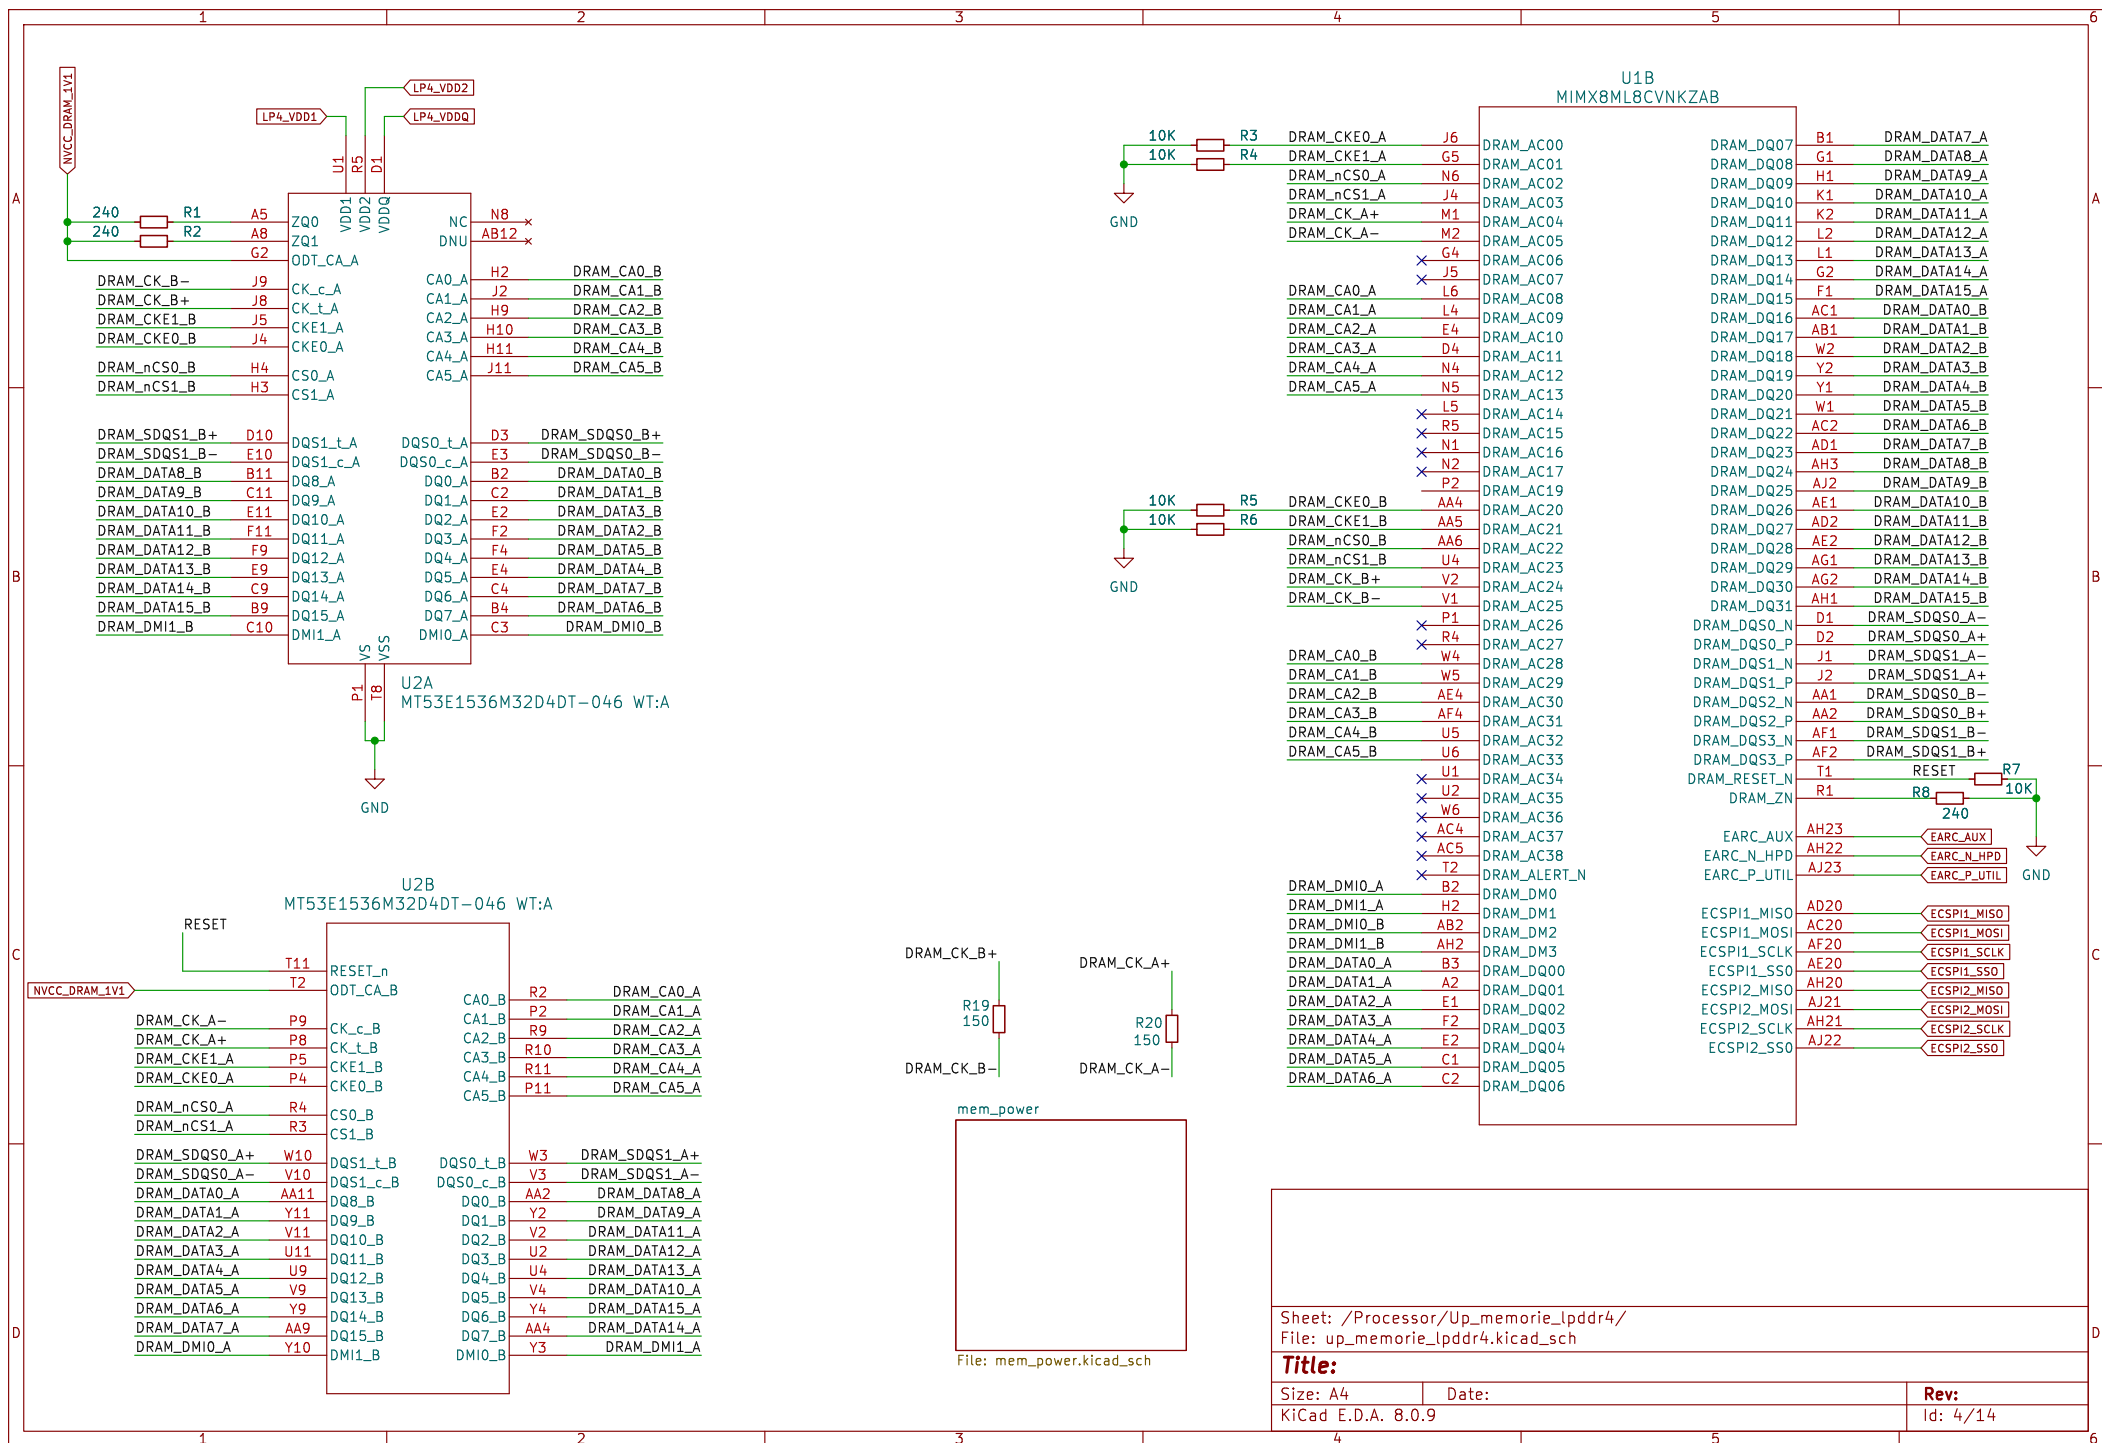 1 2 3 4 5 6
A
B
C
D
NVCC_DRAM_1V1
LP4_VDD1
LP4_VDD2
LP4_VDDQ
U1 R5 D1
VDD1 VDD2 VDDQ
240 R1 A5 ZQ0
240 R2 A8 ZQ1
G2 ODT_CA_A
DRAM_CK_B- J9 CK_c_A
DRAM_CK_B+ J8 CK_t_A
DRAM_CKE1_B J5 CKE1_A
DRAM_CKE0_B J4 CKE0_A
DRAM_nCS0_B H4 CS0_A
DRAM_nCS1_B H3 CS1_A
DRAM_SDQS1_B+ D10 DQS1_t_A
DRAM_SDQS1_B- E10 DQS1_c_A
DRAM_DATA8_B B11 DQ8_A
DRAM_DATA9_B C11 DQ9_A
DRAM_DATA10_B E11 DQ10_A
DRAM_DATA11_B F11 DQ11_A
DRAM_DATA12_B F9 DQ12_A
DRAM_DATA13_B E9 DQ13_A
DRAM_DATA14_B C9 DQ14_A
DRAM_DATA15_B B9 DQ15_A
DRAM_DMI1_B C10 DMI1_A
NC N8
DNU AB12
CA0_A H2 DRAM_CA0_B
CA1_A J2 DRAM_CA1_B
CA2_A H9 DRAM_CA2_B
CA3_A H10 DRAM_CA3_B
CA4_A H11 DRAM_CA4_B
CA5_A J11 DRAM_CA5_B
DQSO_t_A D3 DRAM_SDQS0_B+
DQS0_c_A E3 DRAM_SDQS0_B-
DQ0_A B2 DRAM_DATA0_B
DQ1_A C2 DRAM_DATA1_B
DQ2_A E2 DRAM_DATA3_B
DQ3_A F2 DRAM_DATA2_B
DQ4_A F4 DRAM_DATA5_B
DQ5_A E4 DRAM_DATA4_B
DQ6_A C4 DRAM_DATA7_B
DQ7_A B4 DRAM_DATA6_B
DMI0_A C3 DRAM_DMI0_B
VS VSS
P1 T8
U2A
MT53E1536M32D4DT-046 WT:A
GND
U2B
MT53E1536M32D4DT-046 WT:A
RESET
T11 RESET_n
NVCC_DRAM_1V1 T2 ODT_CA_B
DRAM_CK_A- P9 CK_c_B
DRAM_CK_A+ P8 CK_t_B
DRAM_CKE1_A P5 CKE1_B
DRAM_CKE0_A P4 CKE0_B
DRAM_nCS0_A R4 CS0_B
DRAM_nCS1_A R3 CS1_B
DRAM_SDQS0_A+ W10 DQS1_t_B
DRAM_SDQS0_A- V10 DQS1_c_B
DRAM_DATA0_A AA11 DQ8_B
DRAM_DATA1_A Y11 DQ9_B
DRAM_DATA2_A V11 DQ10_B
DRAM_DATA3_A U11 DQ11_B
DRAM_DATA4_A U9 DQ12_B
DRAM_DATA5_A V9 DQ13_B
DRAM_DATA6_A Y9 DQ14_B
DRAM_DATA7_A AA9 DQ15_B
DRAM_DMI0_A Y10 DMI1_B
CA0_B R2 DRAM_CA0_A
CA1_B P2 DRAM_CA1_A
CA2_B R9 DRAM_CA2_A
CA3_B R10 DRAM_CA3_A
CA4_B R11 DRAM_CA4_A
CA5_B P11 DRAM_CA5_A
DQS0_t_B W3 DRAM_SDQS1_A+
DQS0_c_B V3 DRAM_SDQS1_A-
DQ0_B AA2 DRAM_DATA8_A
DQ1_B Y2 DRAM_DATA9_A
DQ2_B V2 DRAM_DATA11_A
DQ3_B U2 DRAM_DATA12_A
DQ4_B U4 DRAM_DATA13_A
DQ5_B V4 DRAM_DATA10_A
DQ6_B Y4 DRAM_DATA15_A
DQ7_B AA4 DRAM_DATA14_A
DMI0_B Y3 DRAM_DMI1_A
DRAM_CK_B+
R19
150
DRAM_CK_B-
DRAM_CK_A+
R20
150
DRAM_CK_A-
mem_power
File: mem_power.kicad_sch
U1B
MIMX8ML8CVNKZAB
10K R3 DRAM_CKE0_A J6 DRAM_AC00
10K R4 DRAM_CKE1_A G5 DRAM_AC01
DRAM_nCS0_A N6 DRAM_AC02
DRAM_nCS1_A J4 DRAM_AC03
DRAM_CK_A+ M1 DRAM_AC04
DRAM_CK_A- M2 DRAM_AC05
GND
G4 DRAM_AC06
J5 DRAM_AC07
DRAM_CA0_A L6 DRAM_AC08
DRAM_CA1_A L4 DRAM_AC09
DRAM_CA2_A E4 DRAM_AC10
DRAM_CA3_A D4 DRAM_AC11
DRAM_CA4_A N4 DRAM_AC12
DRAM_CA5_A N5 DRAM_AC13
L5 DRAM_AC14
R5 DRAM_AC15
N1 DRAM_AC16
N2 DRAM_AC17
P2 DRAM_AC19
10K R5 DRAM_CKE0_B AA4 DRAM_AC20
10K R6 DRAM_CKE1_B AA5 DRAM_AC21
DRAM_nCS0_B AA6 DRAM_AC22
DRAM_nCS1_B U4 DRAM_AC23
DRAM_CK_B+ V2 DRAM_AC24
DRAM_CK_B- V1 DRAM_AC25
GND
P1 DRAM_AC26
R4 DRAM_AC27
DRAM_CA0_B W4 DRAM_AC28
DRAM_CA1_B W5 DRAM_AC29
DRAM_CA2_B AE4 DRAM_AC30
DRAM_CA3_B AF4 DRAM_AC31
DRAM_CA4_B U5 DRAM_AC32
DRAM_CA5_B U6 DRAM_AC33
U1 DRAM_AC34
U2 DRAM_AC35
W6 DRAM_AC36
AC4 DRAM_AC37
AC5 DRAM_AC38
T2 DRAM_ALERT_N
DRAM_DMI0_A B2 DRAM_DM0
DRAM_DMI1_A H2 DRAM_DM1
DRAM_DMI0_B AB2 DRAM_DM2
DRAM_DMI1_B AH2 DRAM_DM3
DRAM_DATA0_A B3 DRAM_DQ00
DRAM_DATA1_A A2 DRAM_DQ01
DRAM_DATA2_A E1 DRAM_DQ02
DRAM_DATA3_A F2 DRAM_DQ03
DRAM_DATA4_A E2 DRAM_DQ04
DRAM_DATA5_A C1 DRAM_DQ05
DRAM_DATA6_A C2 DRAM_DQ06
DRAM_DQ07 B1 DRAM_DATA7_A
DRAM_DQ08 G1 DRAM_DATA8_A
DRAM_DQ09 H1 DRAM_DATA9_A
DRAM_DQ10 K1 DRAM_DATA10_A
DRAM_DQ11 K2 DRAM_DATA11_A
DRAM_DQ12 L2 DRAM_DATA12_A
DRAM_DQ13 L1 DRAM_DATA13_A
DRAM_DQ14 G2 DRAM_DATA14_A
DRAM_DQ15 F1 DRAM_DATA15_A
DRAM_DQ16 AC1 DRAM_DATA0_B
DRAM_DQ17 AB1 DRAM_DATA1_B
DRAM_DQ18 W2 DRAM_DATA2_B
DRAM_DQ19 Y2 DRAM_DATA3_B
DRAM_DQ20 Y1 DRAM_DATA4_B
DRAM_DQ21 W1 DRAM_DATA5_B
DRAM_DQ22 AC2 DRAM_DATA6_B
DRAM_DQ23 AD1 DRAM_DATA7_B
DRAM_DQ24 AH3 DRAM_DATA8_B
DRAM_DQ25 AJ2 DRAM_DATA9_B
DRAM_DQ26 AE1 DRAM_DATA10_B
DRAM_DQ27 AD2 DRAM_DATA11_B
DRAM_DQ28 AE2 DRAM_DATA12_B
DRAM_DQ29 AG1 DRAM_DATA13_B
DRAM_DQ30 AG2 DRAM_DATA14_B
DRAM_DQ31 AH1 DRAM_DATA15_B
DRAM_DQS0_N D1 DRAM_SDQS0_A-
DRAM_DQS0_P D2 DRAM_SDQS0_A+
DRAM_DQS1_N J1 DRAM_SDQS1_A-
DRAM_DQS1_P J2 DRAM_SDQS1_A+
DRAM_DQS2_N AA1 DRAM_SDQS0_B-
DRAM_DQS2_P AA2 DRAM_SDQS0_B+
DRAM_DQS3_N AF1 DRAM_SDQS1_B-
DRAM_DQS3_P AF2 DRAM_SDQS1_B+
DRAM_RESET_N T1 RESET R7
10K
DRAM_ZN R1 R8
240
GND
EARC_AUX AH23 EARC_AUX
EARC_N_HPD AH22 EARC_N_HPD
EARC_P_UTIL AJ23 EARC_P_UTIL
ECSPI1_MISO AD20 ECSPI1_MISO
ECSPI1_MOSI AC20 ECSPI1_MOSI
ECSPI1_SCLK AF20 ECSPI1_SCLK
ECSPI1_SS0 AE20 ECSPI1_SS0
ECSPI2_MISO AH20 ECSPI2_MISO
ECSPI2_MOSI AJ21 ECSPI2_MOSI
ECSPI2_SCLK AH21 ECSPI2_SCLK
ECSPI2_SS0 AJ22 ECSPI2_SS0
A
B
C
D
Sheet: /Processor/Up_memorie_lpddr4/
File: up_memorie_lpddr4.kicad_sch
Title:
Size: A4 Date: Rev:
KiCad E.D.A. 8.0.9 Id: 4/14
1 2 3 4 5 6